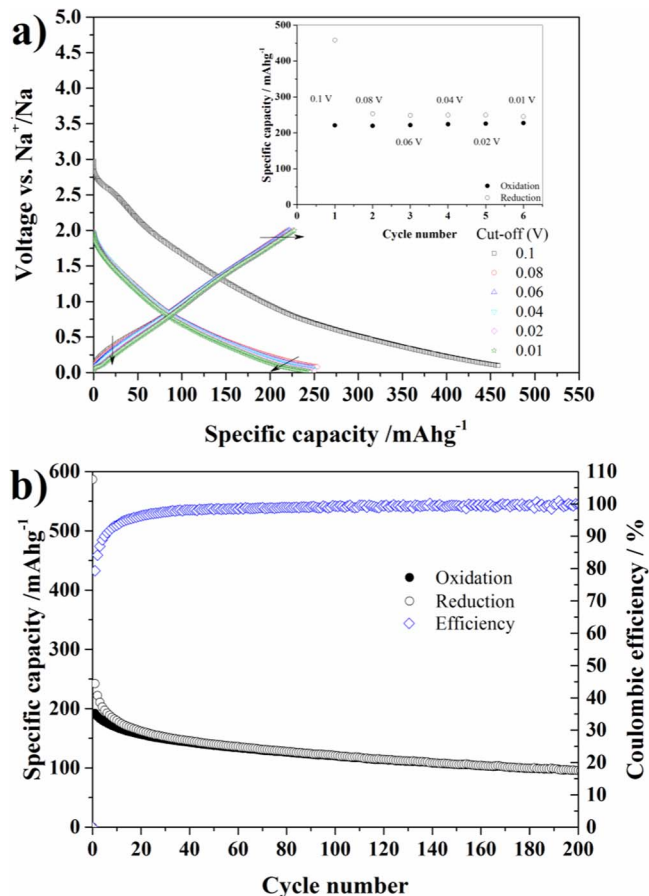 a)
Voltage vs. Na⁺/Na
5.0
4.5
4.0
3.5
3.0
2.5
2.0
1.5
1.0
0.5
0.0
0 50 100 150 200 250 300 350 400 450 500 550
Specific capacity /mAhg⁻¹
Specific capacity / mAhg⁻¹
500
400
300
200
100
0
0.1 V 0.08 V 0.04 V 0.01 V
0.06 V 0.02 V
Oxidation
Reduction
0 1 2 3 4 5 6
Cycle number
Cut-off (V)
0.1
0.08
0.06
0.04
0.02
0.01
b)
Specific capacity /mAhg⁻¹
600
500
400
300
200
100
0
Oxidation
Reduction
Efficiency
110
100
90
80
70
60
50
40
30
20
10
0
Coulombic efficiency / %
0 20 40 60 80 100 120 140 160 180 200
Cycle number